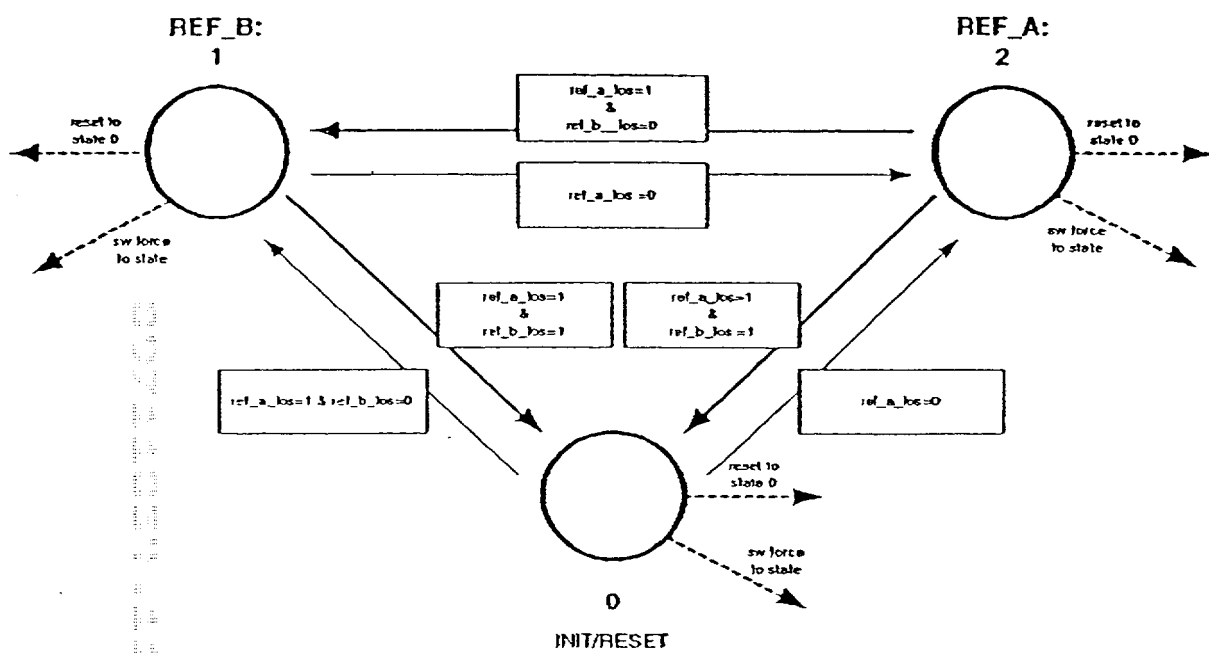 REF_B:
1
REF_A:
2
ref_a_los=1
&
ref_b__los=0
ref_a_los =0
reset to
state 0
sw force
to state
reset to
state 0
sw force
to state
ref_a_los=1
&
ref_b_los=1
ref_a_los=1
&
ref_b_los =1
ref_a_los=1 & ref_b_los=0
ref_a_los=0
reset to
state 0
sw force
to state
0
INIT/RESET